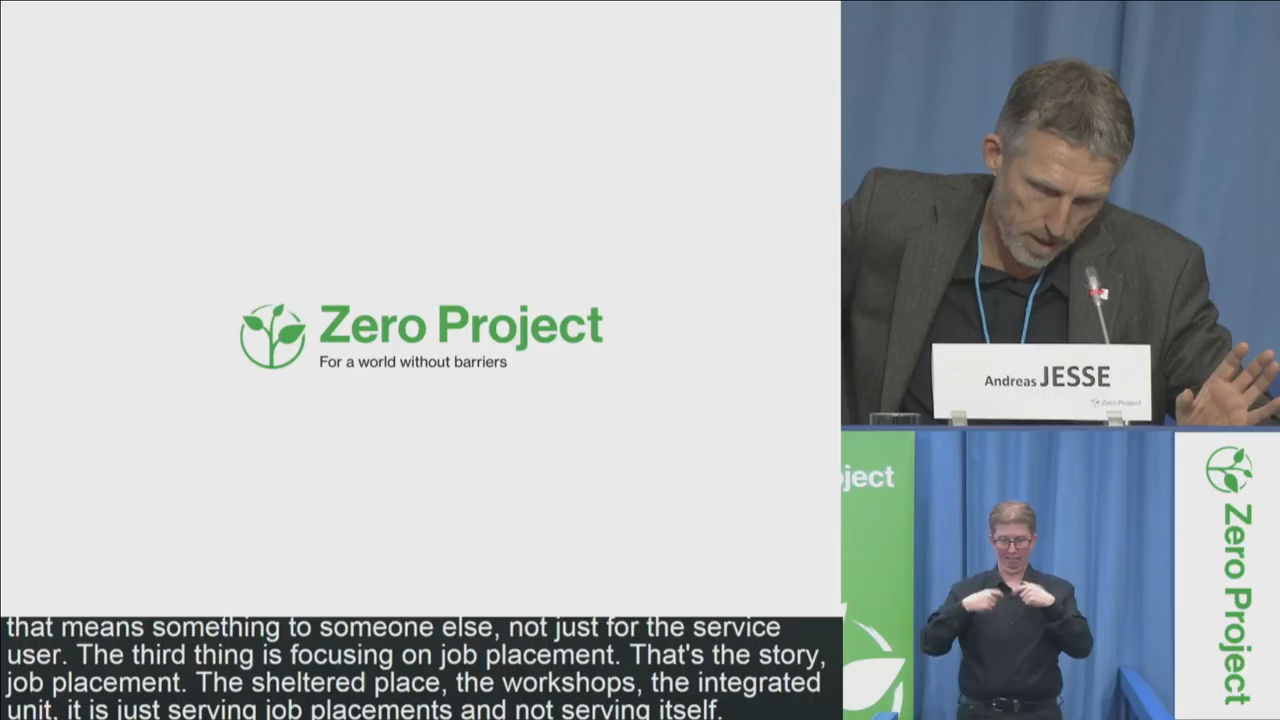 Zero Project
For a world without barriers
Andreas JESSE
Zero Project
ject
Zero Project
that means something to someone else, not just for the service
user. The third thing is focusing on job placement. That's the story,
job placement. The sheltered place, the workshops, the integrated
unit, it is just serving job placements and not serving itself.